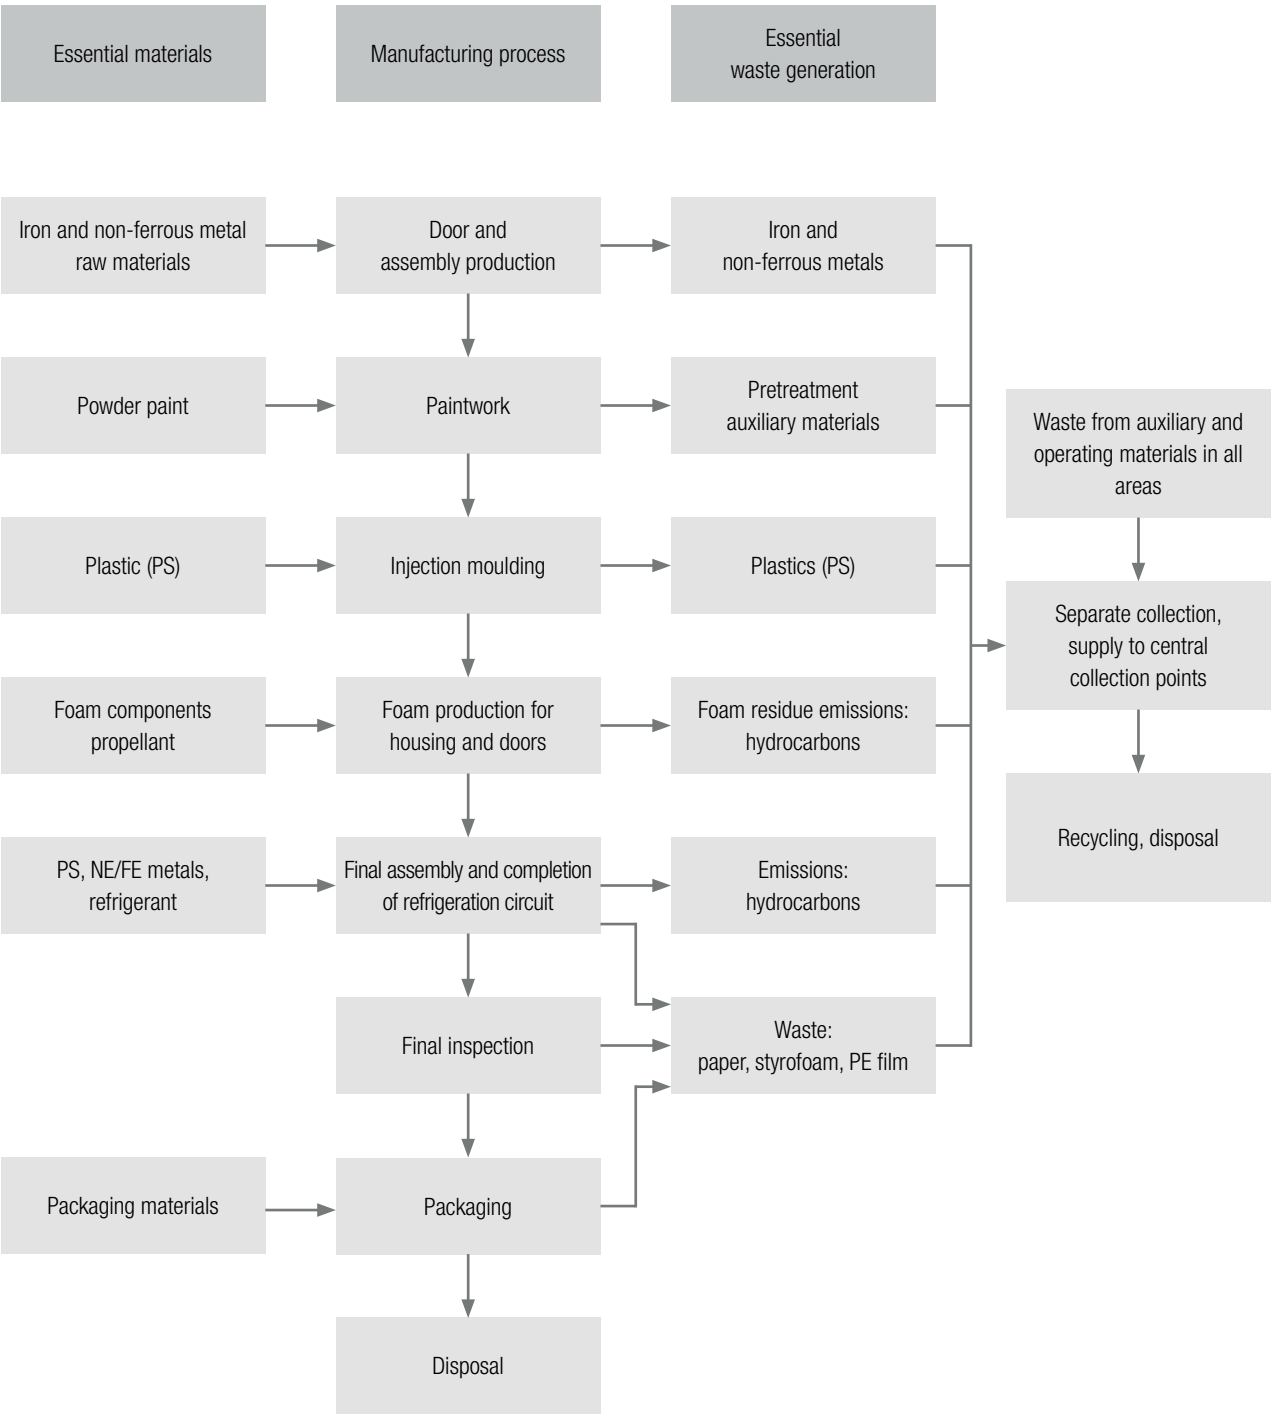 Essential materials
Manufacturing process
Essential
waste generation
Iron and non-ferrous metal
raw materials
Door and
assembly production
Iron and
non-ferrous metals
Powder paint
Paintwork
Pretreatment
auxiliary materials
Waste from auxiliary and
operating materials in all
areas
Plastic (PS)
Injection moulding
Plastics (PS)
Separate collection,
supply to central
collection points
Foam components
propellant
Foam production for
housing and doors
Foam residue emissions:
hydrocarbons
Recycling, disposal
PS, NE/FE metals,
refrigerant
Final assembly and completion
of refrigeration circuit
Emissions:
hydrocarbons
Final inspection
Waste:
paper, styrofoam, PE film
Packaging materials
Packaging
Disposal